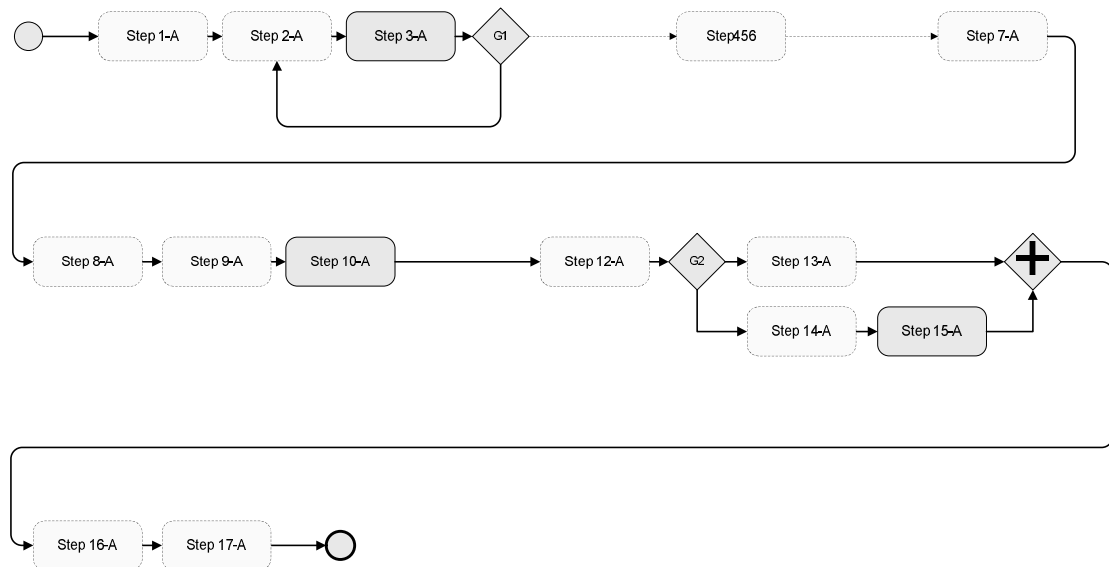 Step 1-A
Step 2-A
Step 3-A
G1
Step456
Step 7-A
Step 8-A
Step 9-A
Step 10-A
Step 12-A
G2
Step 13-A
Step 14-A
Step 15-A
Step 16-A
Step 17-A